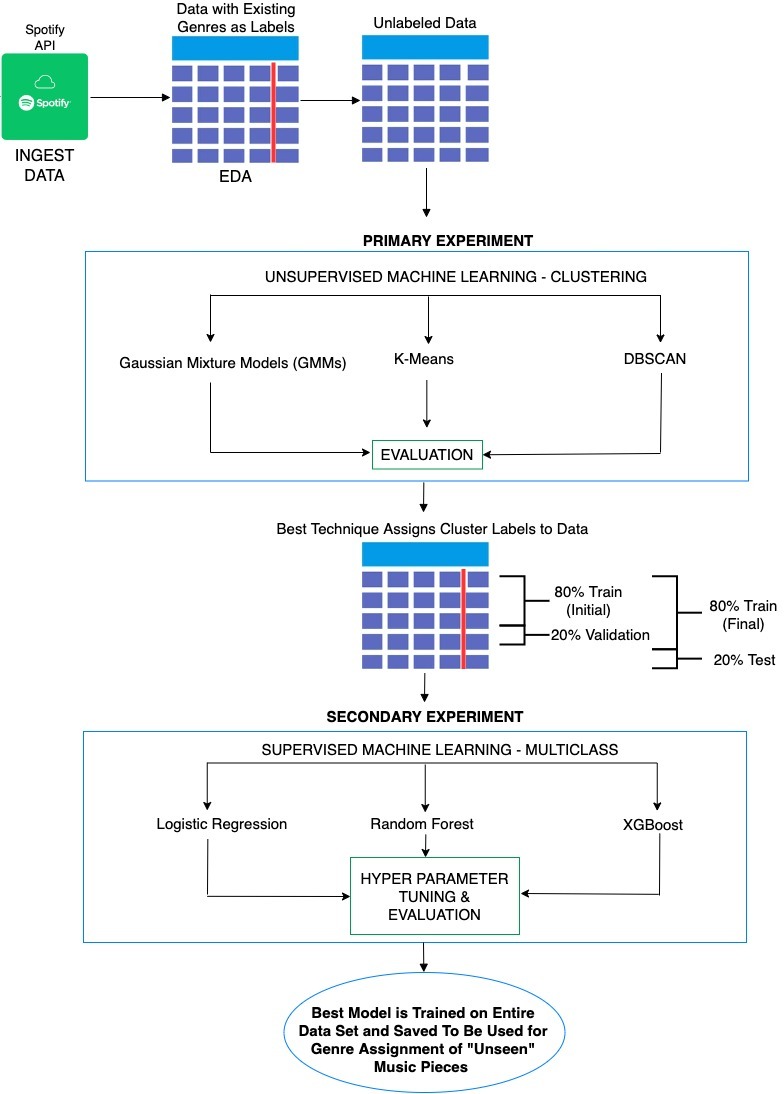 Spotify
API
Spotify
INGEST
DATA
Data with Existing
Genres as Labels
EDA
Unlabeled Data
PRIMARY EXPERIMENT
UNSUPERVISED MACHINE LEARNING - CLUSTERING
Gaussian Mixture Models (GMMs)
K-Means
DBSCAN
EVALUATION
Best Technique Assigns Cluster Labels to Data
80% Train
(Initial)
20% Validation
80% Train
(Final)
20% Test
SECONDARY EXPERIMENT
SUPERVISED MACHINE LEARNING - MULTICLASS
Logistic Regression
Random Forest
XGBoost
HYPER PARAMETER
TUNING &
EVALUATION
Best Model is Trained on Entire
Data Set and Saved To Be Used for
Genre Assignment of "Unseen"
Music Pieces